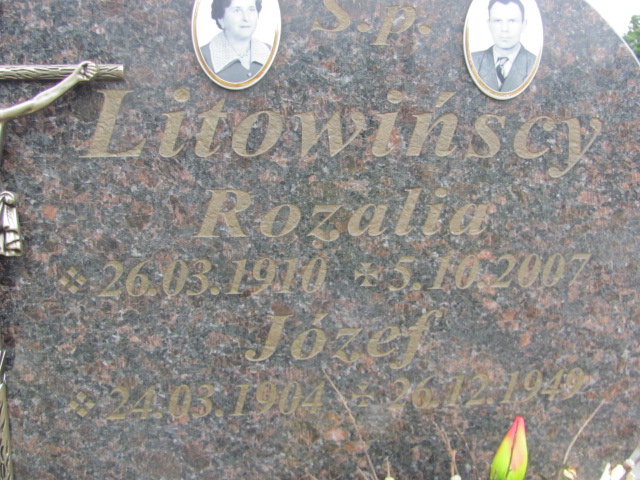 Ś.p.
Litowińscy
Rozalia
26.03.1910 5.10.2007
Józef
24.03.1904 26.12.1949